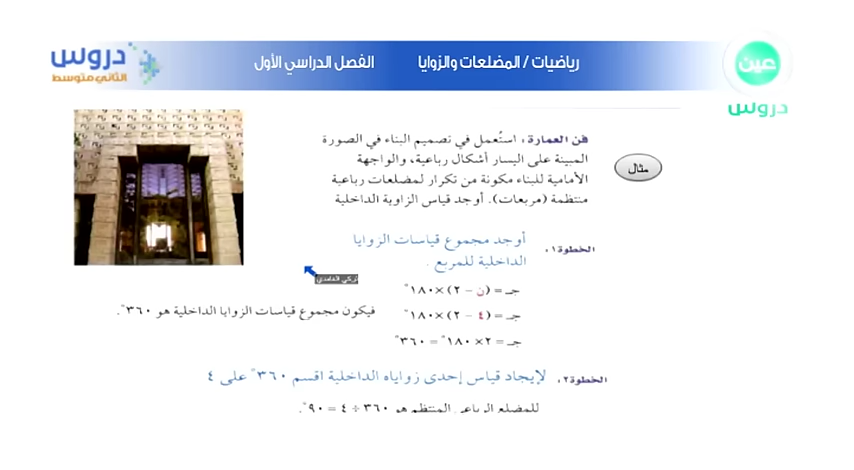 دروس
الثاني متوسط
رياضيات / المضلعات والزوايا
الفصل الدراسي الأول
عين
دروس
مثال
فن العمارة : استُعمل في تصميم البناء في الصورة
المبينة على اليسار أشكال رباعية، والواجهة
الأمامية للبناء مكونة من تكرار لمضلعات رباعية
منتظمة (مربعات). أوجد قياس الزاوية الداخلية
الخطوة١: أوجد مجموع قياسات الزوايا
الداخلية للمربع .
تركي الغامدي
جـ = (ن - ٢) × ١٨٠°
جـ = (٤ - ٢) × ١٨٠°
فيكون مجموع قياسات الزوايا الداخلية هو ٣٦٠°.
جـ = ٢ × ١٨٠° = ٣٦٠°
الخطوة٢: لإيجاد قياس إحدى زواياه الداخلية اقسم ٣٦٠° على ٤
للمضلع الرباعي المنتظم هو ٣٦٠ ÷ ٤ = ٩٠°.